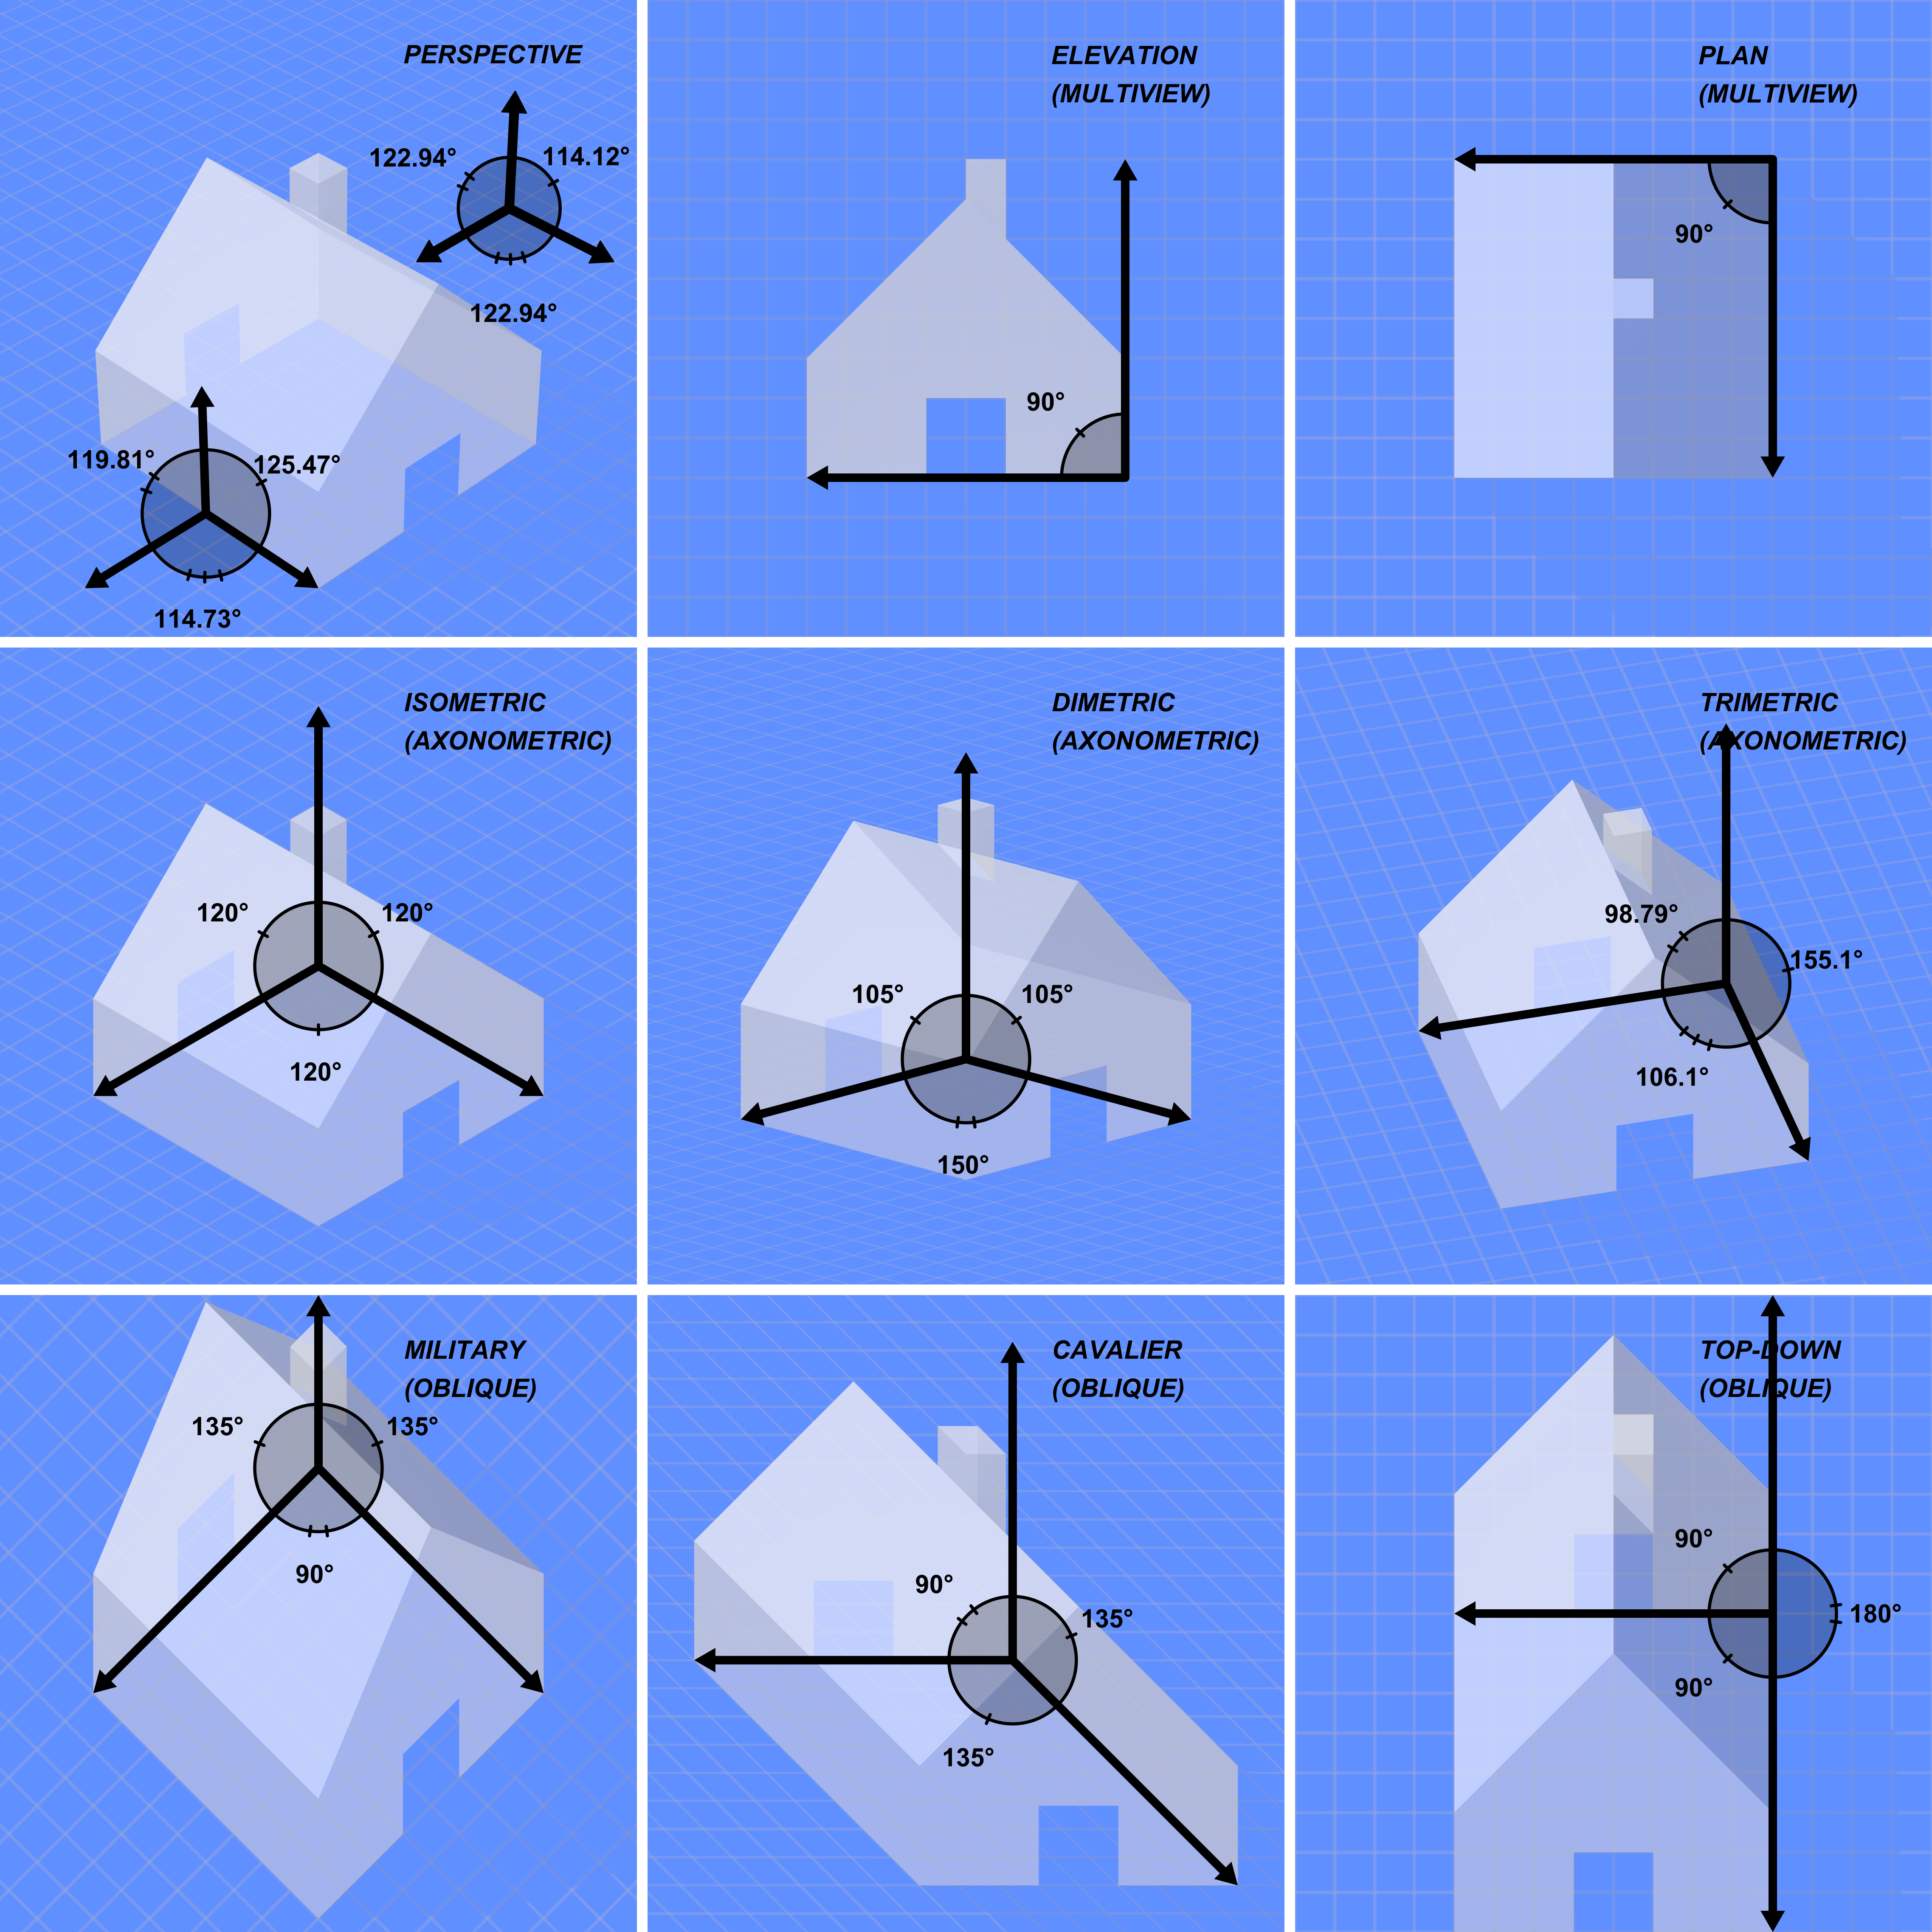 PERSPECTIVE
122.94°
114.12°
122.94°
119.81°
125.47°
114.73°
ELEVATION
(MULTIVIEW)
90°
PLAN
(MULTIVIEW)
90°
ISOMETRIC
(AXONOMETRIC)
120°
120°
120°
DIMETRIC
(AXONOMETRIC)
105°
105°
150°
TRIMETRIC
(AXONOMETRIC)
98.79°
155.1°
106.1°
MILITARY
(OBLIQUE)
135°
135°
90°
CAVALIER
(OBLIQUE)
90°
135°
135°
TOP-DOWN
(OBLIQUE)
90°
180°
90°